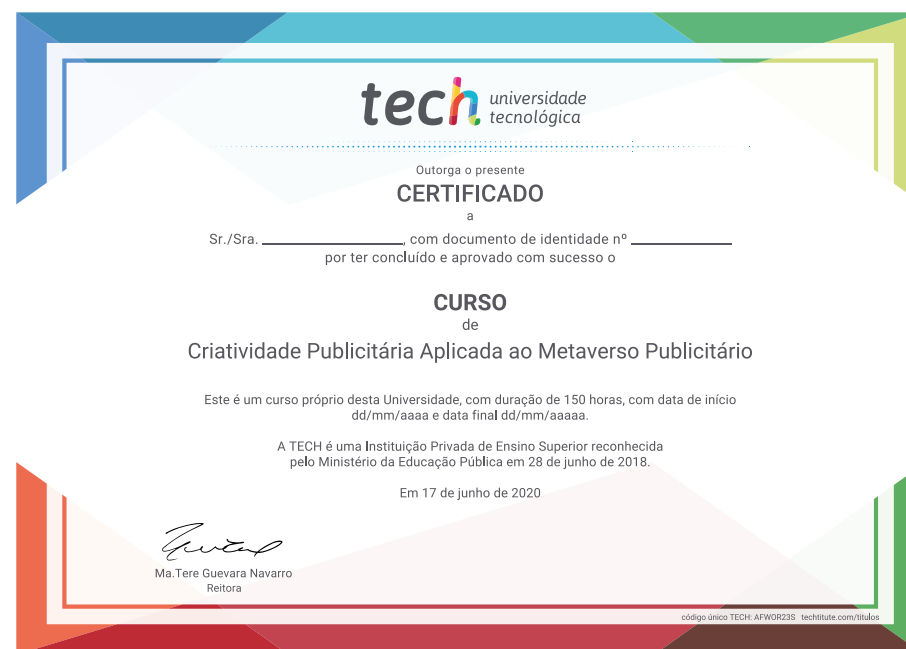 tech universidade
tecnológica
Outorga o presente
CERTIFICADO
a
Sr./Sra. ________________, com documento de identidade nº ____________
por ter concluído e aprovado com sucesso o
CURSO
de
Criatividade Publicitária Aplicada ao Metaverso Publicitário
Este é um curso próprio desta Universidade, com duração de 150 horas, com data de início
dd/mm/aaaa e data final dd/mm/aaaaa.
A TECH é uma Instituição Privada de Ensino Superior reconhecida
pelo Ministério da Educação Pública em 28 de junho de 2018.
Em 17 de junho de 2020
Ma.Tere Guevara Navarro
Reitora
código único TECH: AFWOR23S techtitute.com/titulos